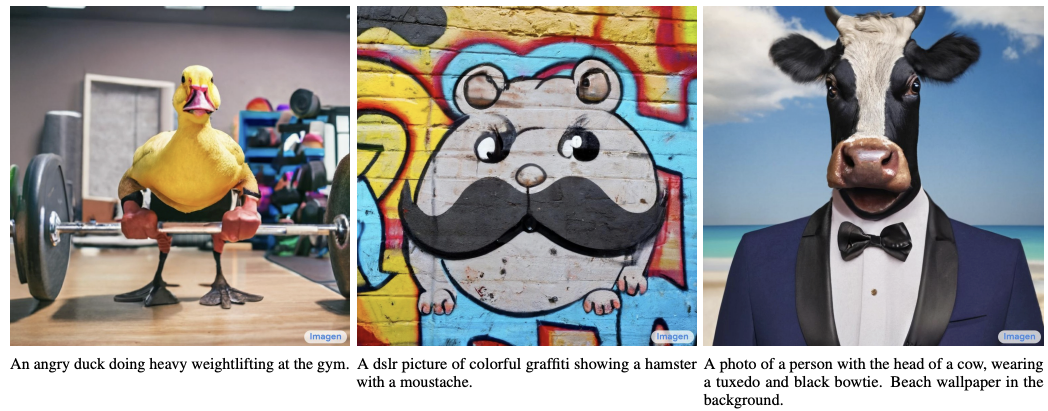 Imagen
Imagen
Imagen
An angry duck doing heavy weightlifting at the gym.
A dslr picture of colorful graffiti showing a hamster
with a moustache.
A photo of a person with the head of a cow, wearing
a tuxedo and black bowtie. Beach wallpaper in the
background.